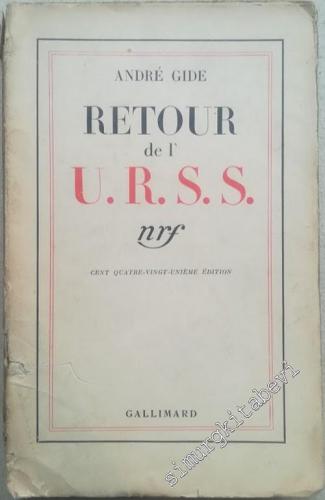 ANDRÉ GIDE
RETOUR
de l'
U.R.S.S.
nrf
CENT QUATRE-VINGT-UNIÈME ÉDITION
GALLIMARD
simurgkitabevi